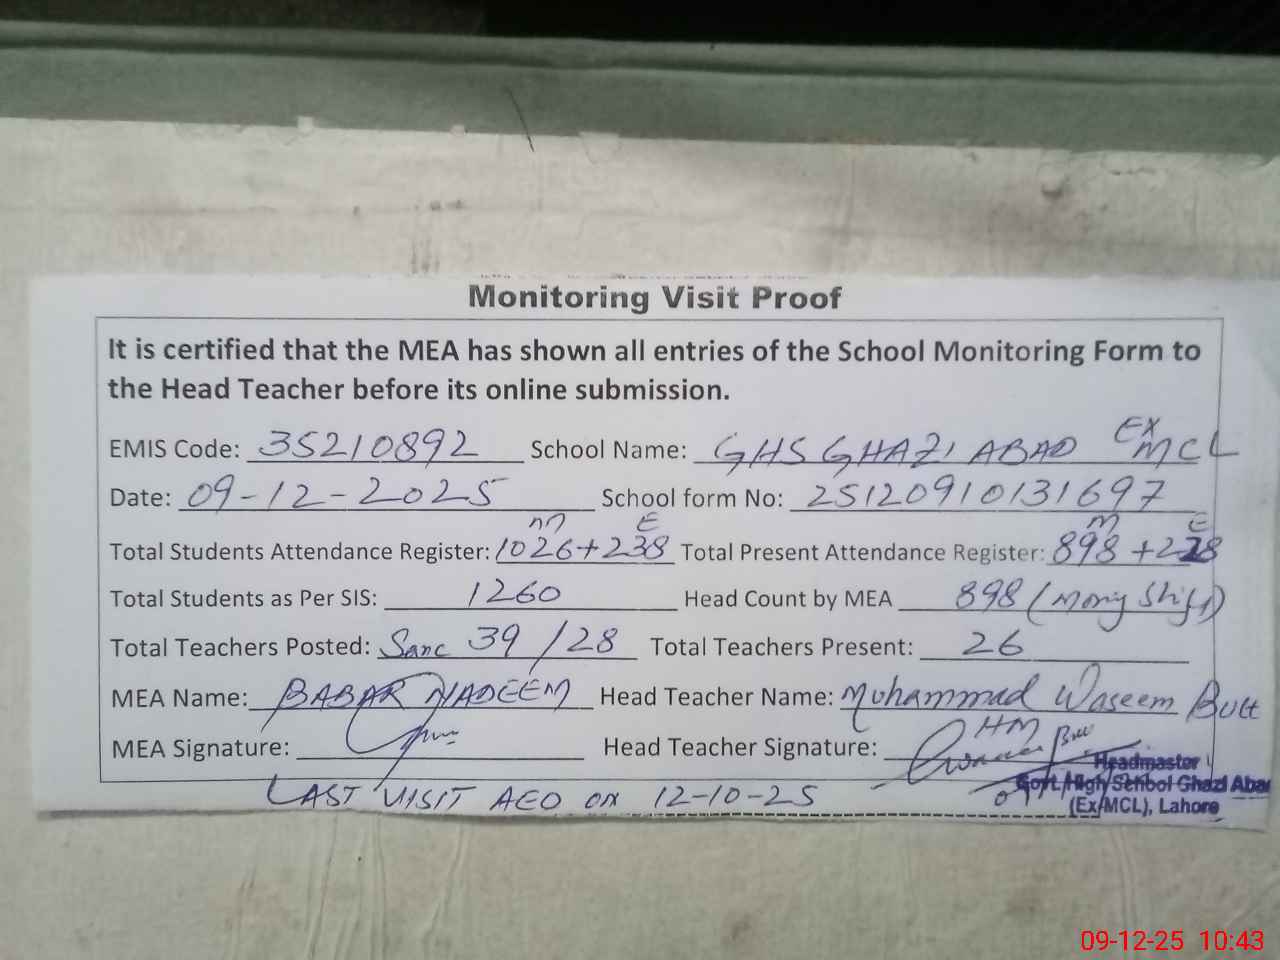 Monitoring Visit Proof
It is certified that the MEA has shown all entries of the School Monitoring Form to
the Head Teacher before its online submission.
EMIS Code: 35210892 School Name: GHS GHAZI ABAD EX MCL
Date: 09-12-2025 School form No: 25120910131697
M E M E
Total Students Attendance Register: 1026+238 Total Present Attendance Register: 898+228
Total Students as Per SIS: 1260 Head Count by MEA 898 (Morng Shift)
Total Teachers Posted: Sanc 39/28 Total Teachers Present: 26
MEA Name: BABAR NADEEM Head Teacher Name: Muhammad Waseem Butt
HM
MEA Signature: Head Teacher Signature:
Headmaster
Govt. High School Ghazi Abad
(Ex/MCL), Lahore
LAST VISIT AEO ON 12-10-25
09-12-25 10:43